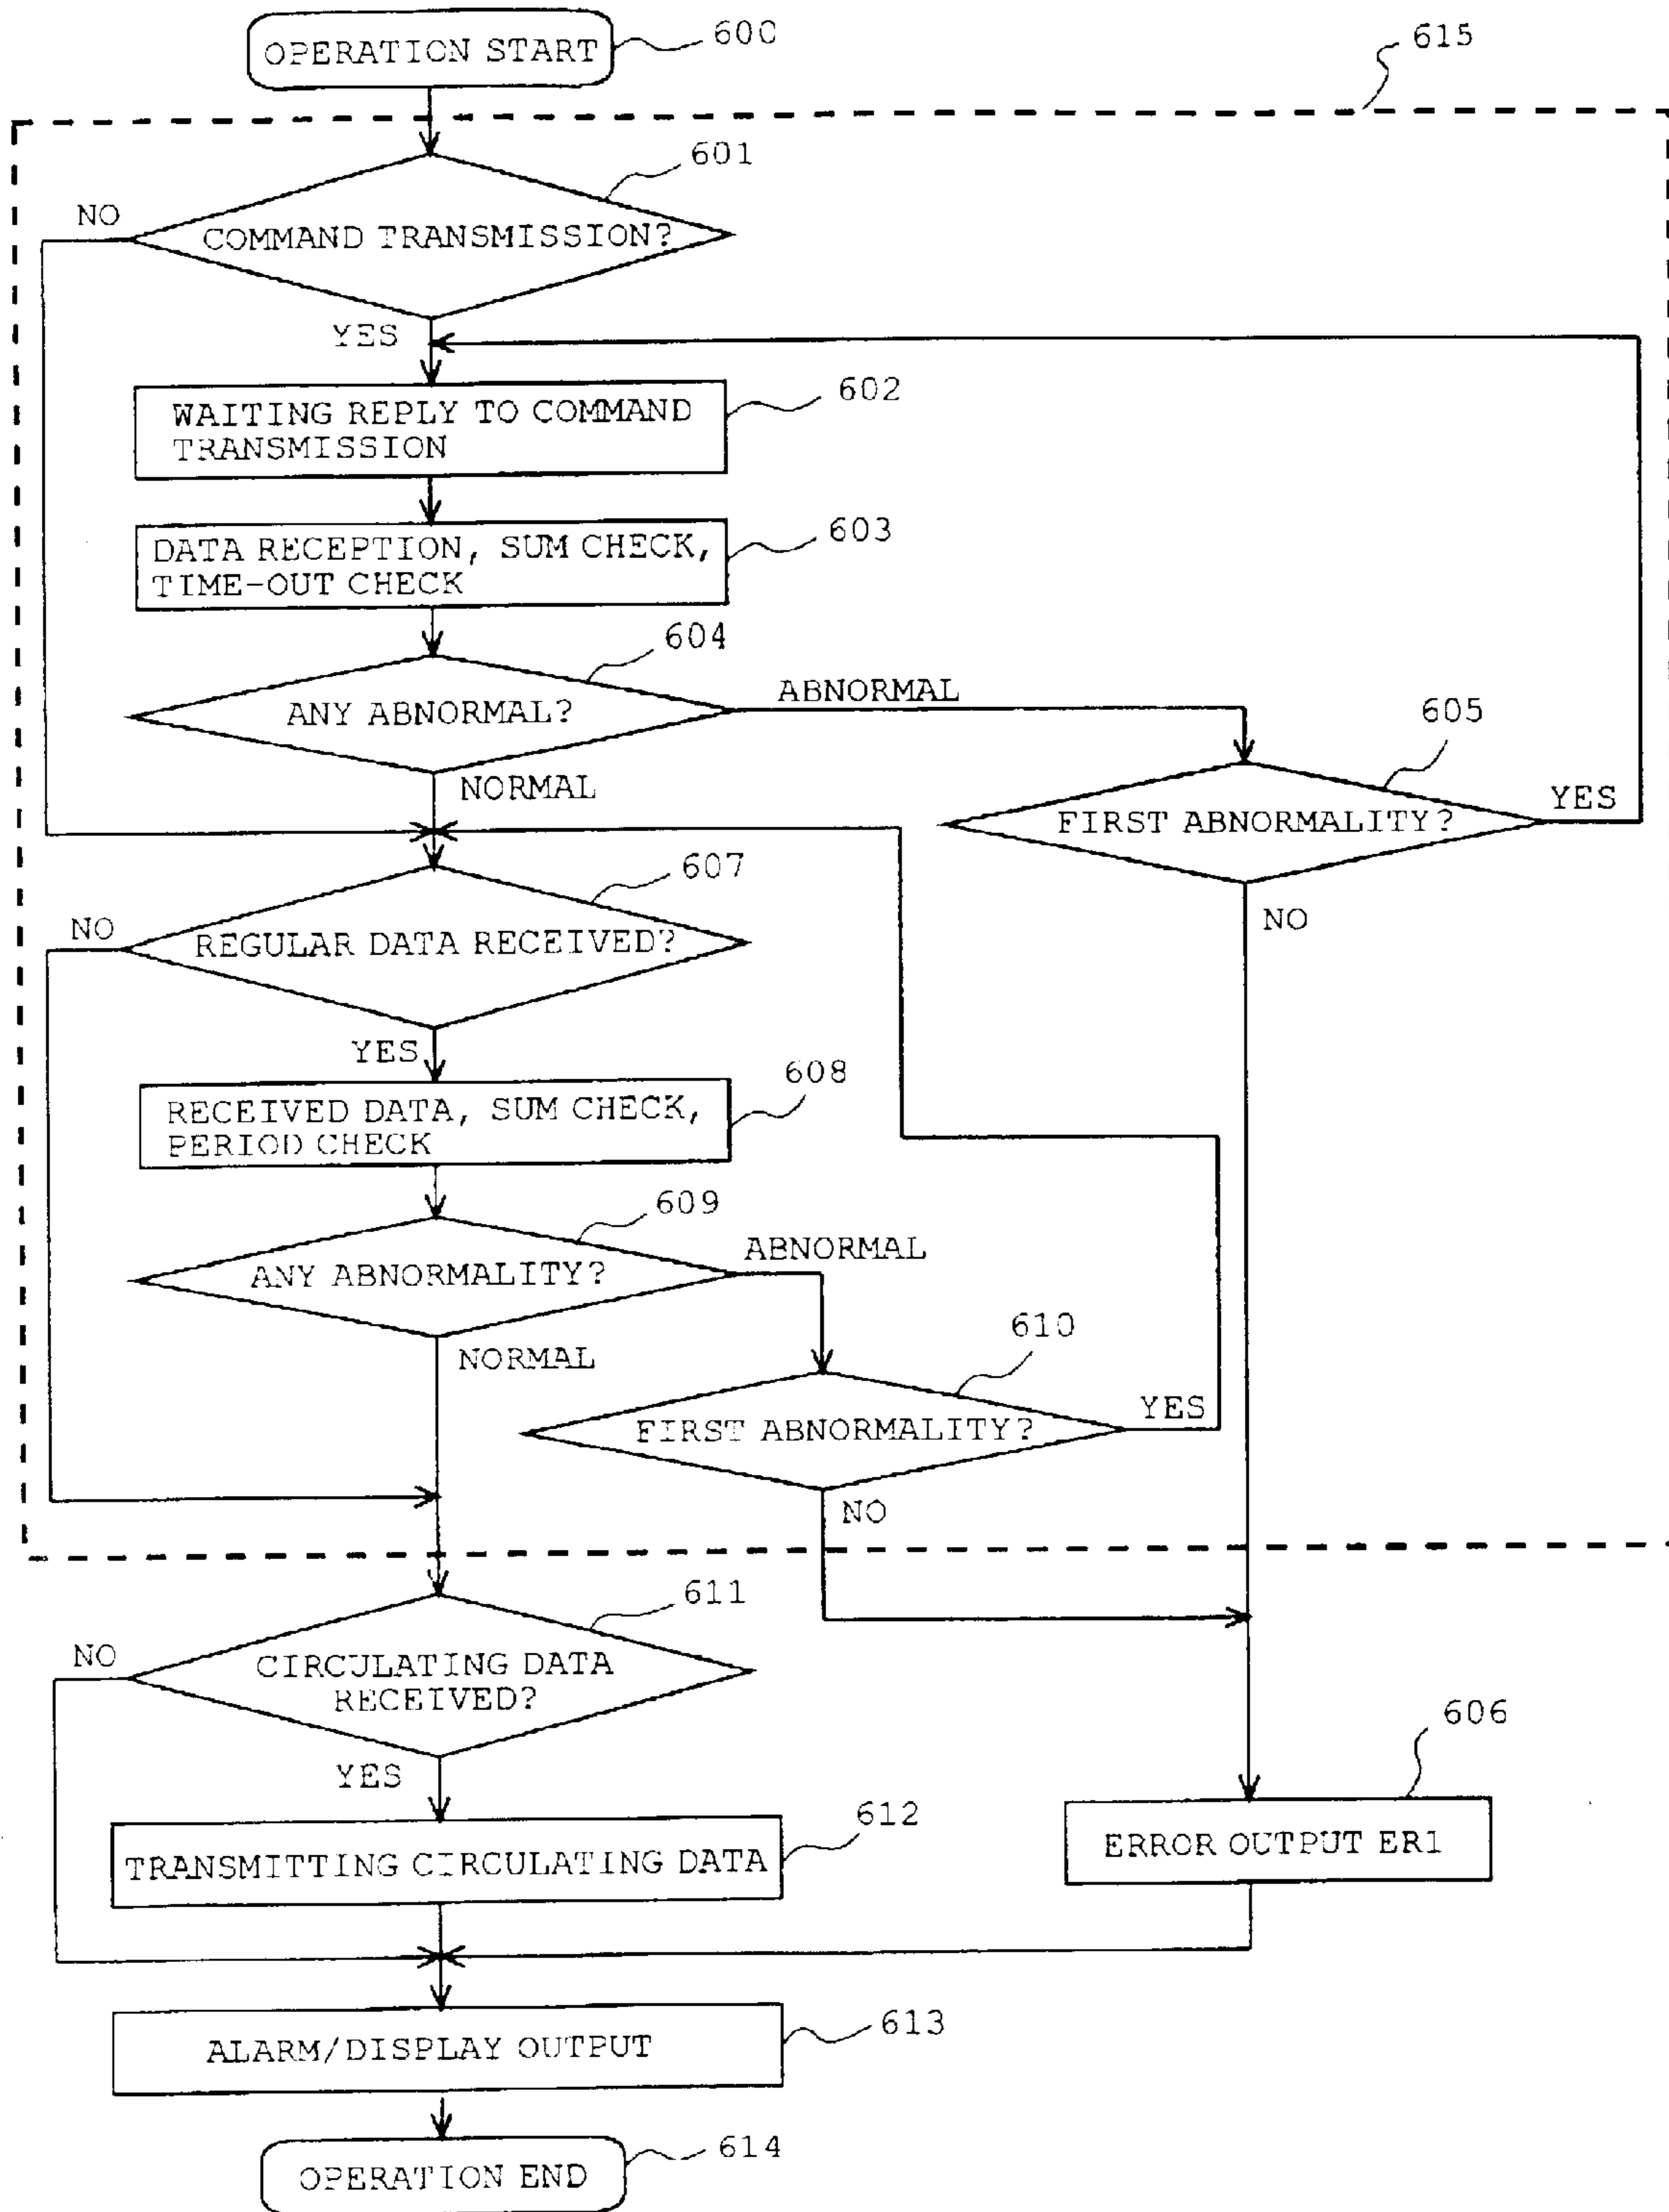 OPERATION START
600
615
601
NO
COMMAND TRANSMISSION?
YES
602
WAITING REPLY TO COMMAND
TRANSMISSION
603
DATA RECEPTION, SUM CHECK,
TIME-OUT CHECK
604
ANY ABNORMAL?
ABNORMAL
605
NORMAL
FIRST ABNORMALITY?
YES
NO
607
NO
REGULAR DATA RECEIVED?
YES
608
RECEIVED DATA, SUM CHECK,
PERIOD CHECK
609
ANY ABNORMALITY?
ABNORMAL
NORMAL
610
FIRST ABNORMALITY?
YES
NO
611
NO
CIRCULATING DATA
RECEIVED?
YES
606
ERROR OUTPUT ER1
612
TRANSMITTING CIRCULATING DATA
613
ALARM/DISPLAY OUTPUT
614
OPERATION END